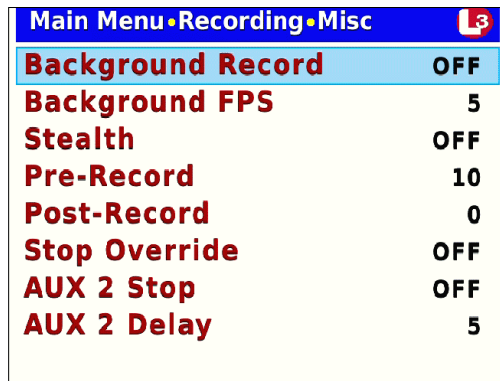 Main Menu•Recording•Misc L3
Background Record OFF
Background FPS 5
Stealth OFF
Pre-Record 10
Post-Record 0
Stop Override OFF
AUX 2 Stop OFF
AUX 2 Delay 5